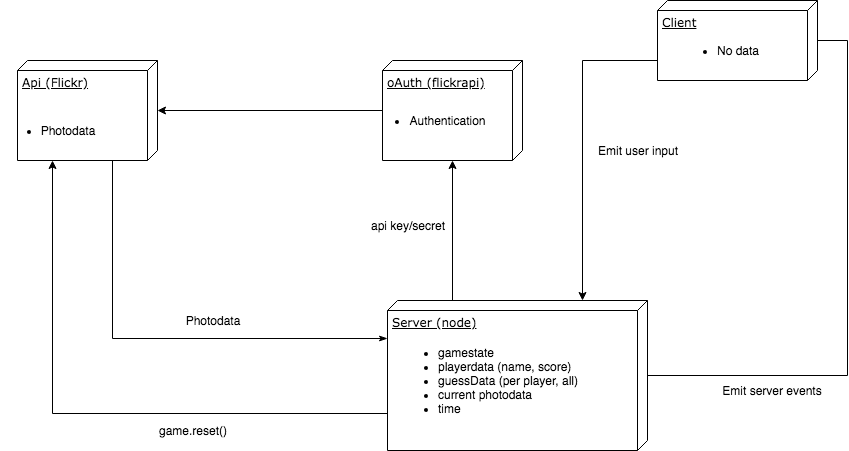 Client
• No data
Api (Flickr)
• Photodata
oAuth (flickrapi)
• Authentication
Emit user input
api key/secret
Photodata
Server (node)
• gamestate
• playerdata (name, score)
• guessData (per player, all)
• current photodata
• time
Emit server events
game.reset()